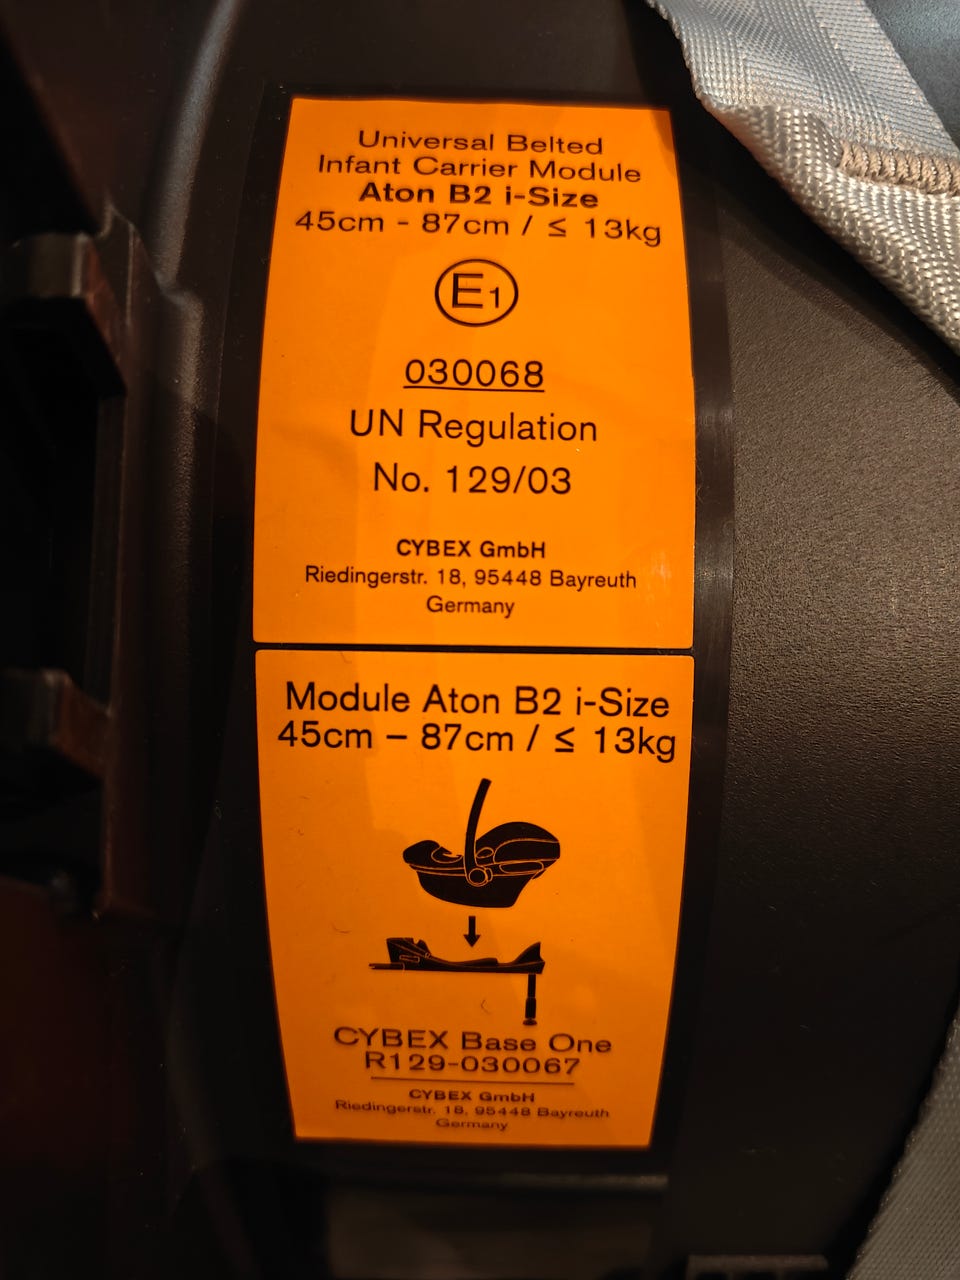 Universal Belted
Infant Carrier Module
Aton B2 i-Size
45cm - 87cm / ≤ 13kg
E1
030068
UN Regulation
No. 129/03
CYBEX GmbH
Riedingerstr. 18, 95448 Bayreuth
Germany
Module Aton B2 i-Size
45cm – 87cm / ≤ 13kg
CYBEX Base One
R129-030067
CYBEX GmbH
Riedingerstr. 18, 95448 Bayreuth
Germany